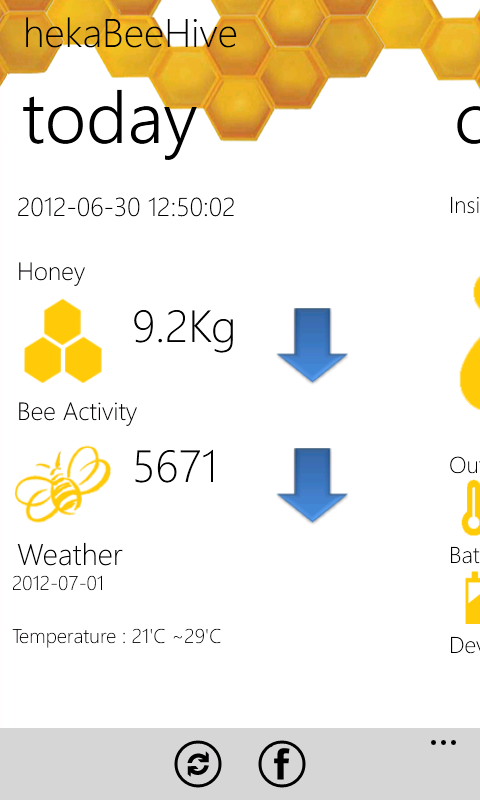 hekaBeeHive
today
2012-06-30 12:50:02
Honey
9.2Kg
Bee Activity
5671
Weather
2012-07-01
Temperature : 21'C ~29'C
Insi
Ou
Bat
Dev